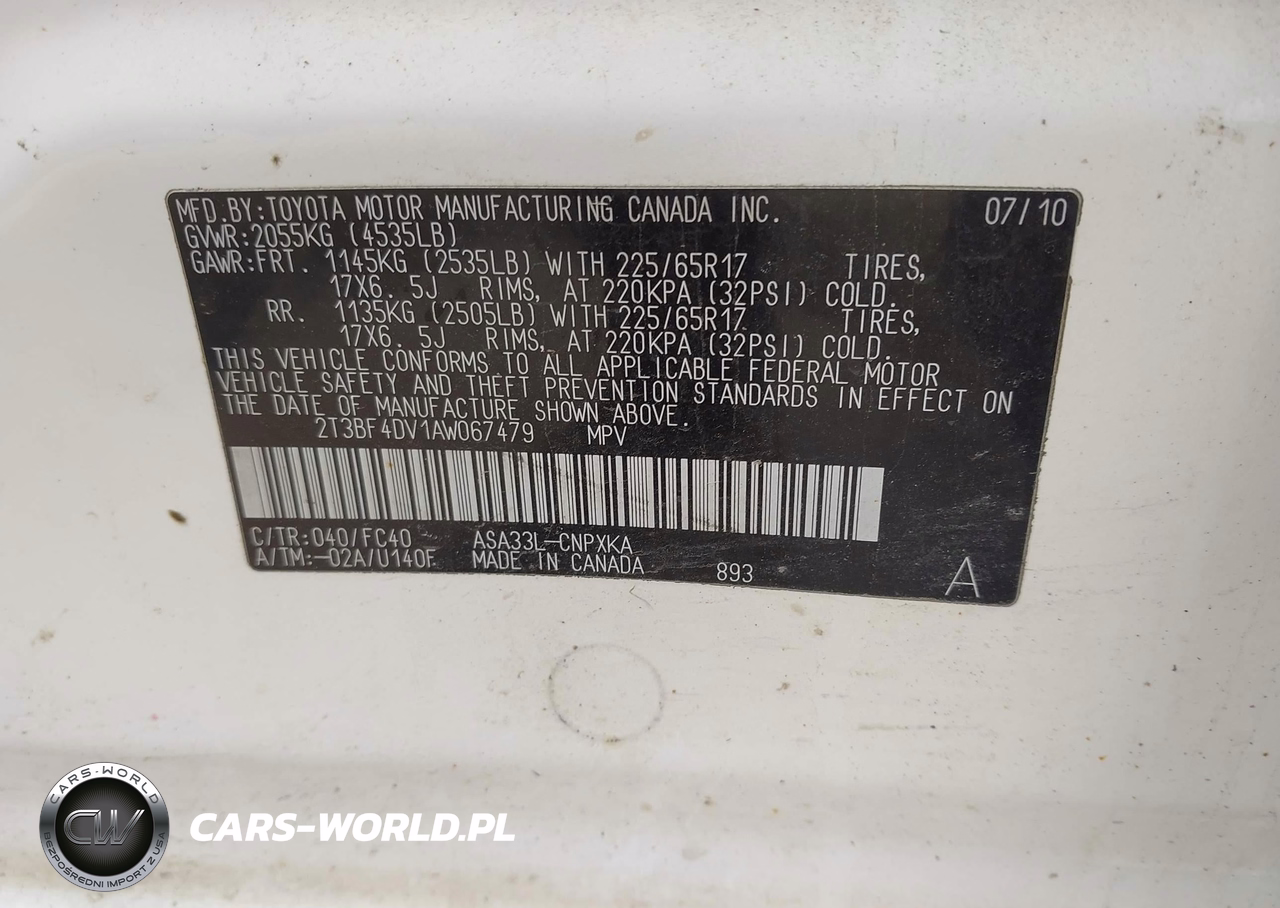 MFD.BY:TOYOTA MOTOR MANUFACTURING CANADA INC. 07/10
GVWR:2055KG (4535LB)
GAWR:FRT. 1145KG (2535LB) WITH 225/65R17 TIRES,
17X6. 5J RIMS, AT 220KPA (32PSI) COLD.
RR. 1135KG (2505LB) WITH 225/65R17 TIRES,
17X6. 5J RIMS, AT 220KPA (32PSI) COLD.
THIS VEHICLE CONFORMS TO ALL APPLICABLE FEDERAL MOTOR
VEHICLE SAFETY AND THEFT PREVENTION STANDARDS IN EFFECT ON
THE DATE OF MANUFACTURE SHOWN ABOVE.
2T3BF4DV1AW067479 MPV
C/TR:040/FC40 ASA33L-CNPXKA
A/TM:-02A/U140F MADE IN CANADA 893 A
CARS-WORLD
CW
BEZPOŚREDNI IMPORT Z USA
CARS-WORLD.PL